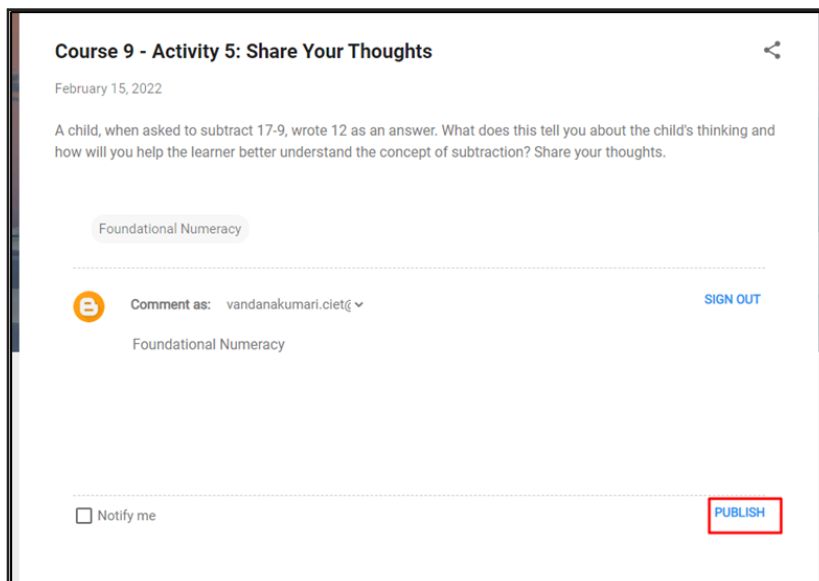 Course 9 - Activity 5: Share Your Thoughts
February 15, 2022
A child, when asked to subtract 17-9, wrote 12 as an answer. What does this tell you about the child's thinking and
how will you help the learner better understand the concept of subtraction? Share your thoughts.
Foundational Numeracy
Comment as: vandanakumari.ciet@
SIGN OUT
Foundational Numeracy
Notify me
PUBLISH